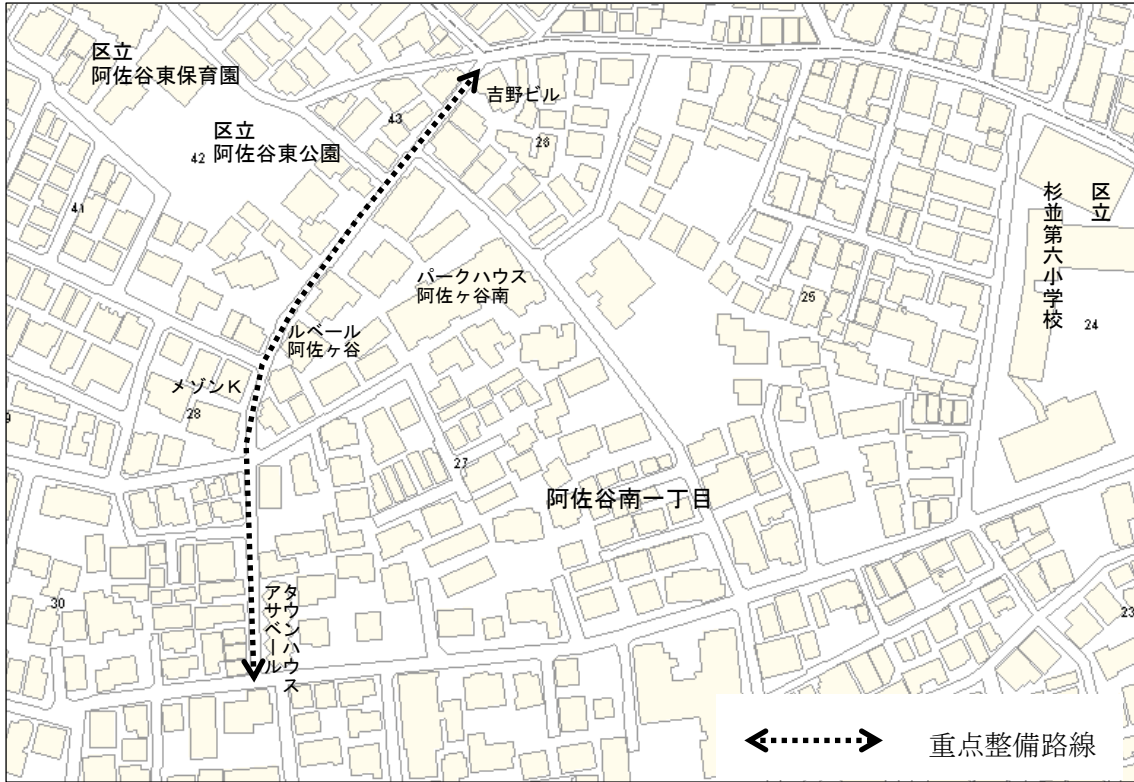 区立
阿佐谷東保育園
区立
42 阿佐谷東公園
43
吉野ビル
26
41
パークハウス
阿佐ヶ谷南
ルベール
阿佐ヶ谷
メゾンK
28
9
25
区立
杉並第六小学校
24
27
阿佐谷南一丁目
30
タウンハウス
アサベール
23
重点整備路線